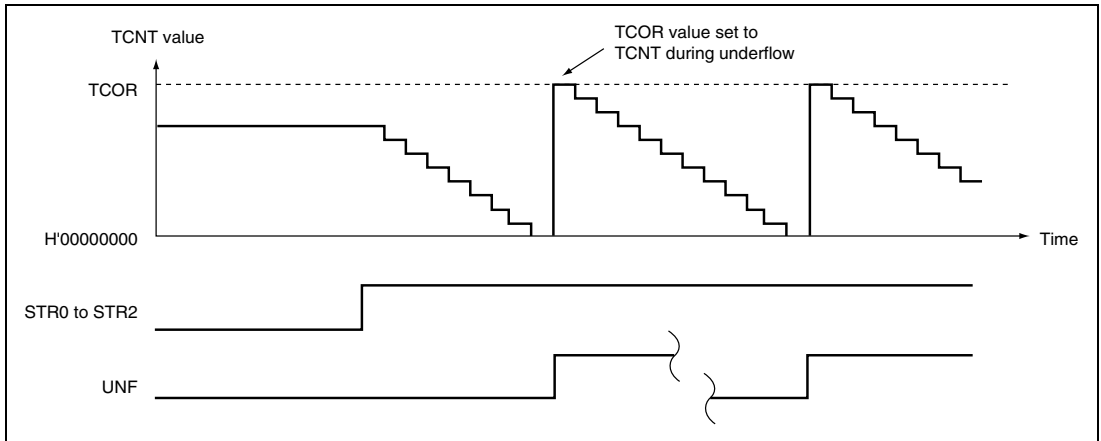 TCNT value
TCOR value set to
TCNT during underflow
TCOR
H'00000000
Time
STR0 to STR2
UNF